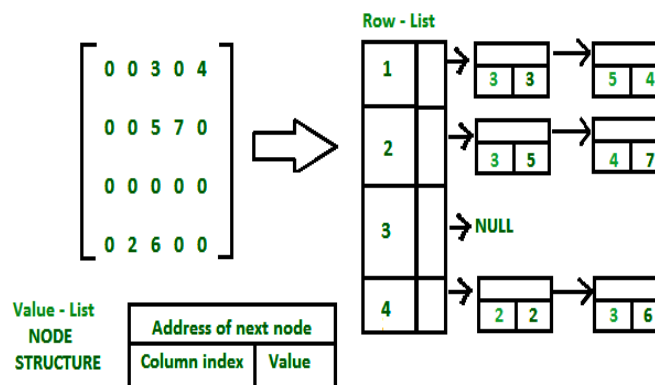 Row - List
0 0 3 0 4
0 0 5 7 0
0 0 0 0 0
0 2 6 0 0
1
3 3
5 4
2
3 5
4 7
3
NULL
4
2 2
3 6
Value - List
NODE
STRUCTURE
Address of next node
Column index
Value